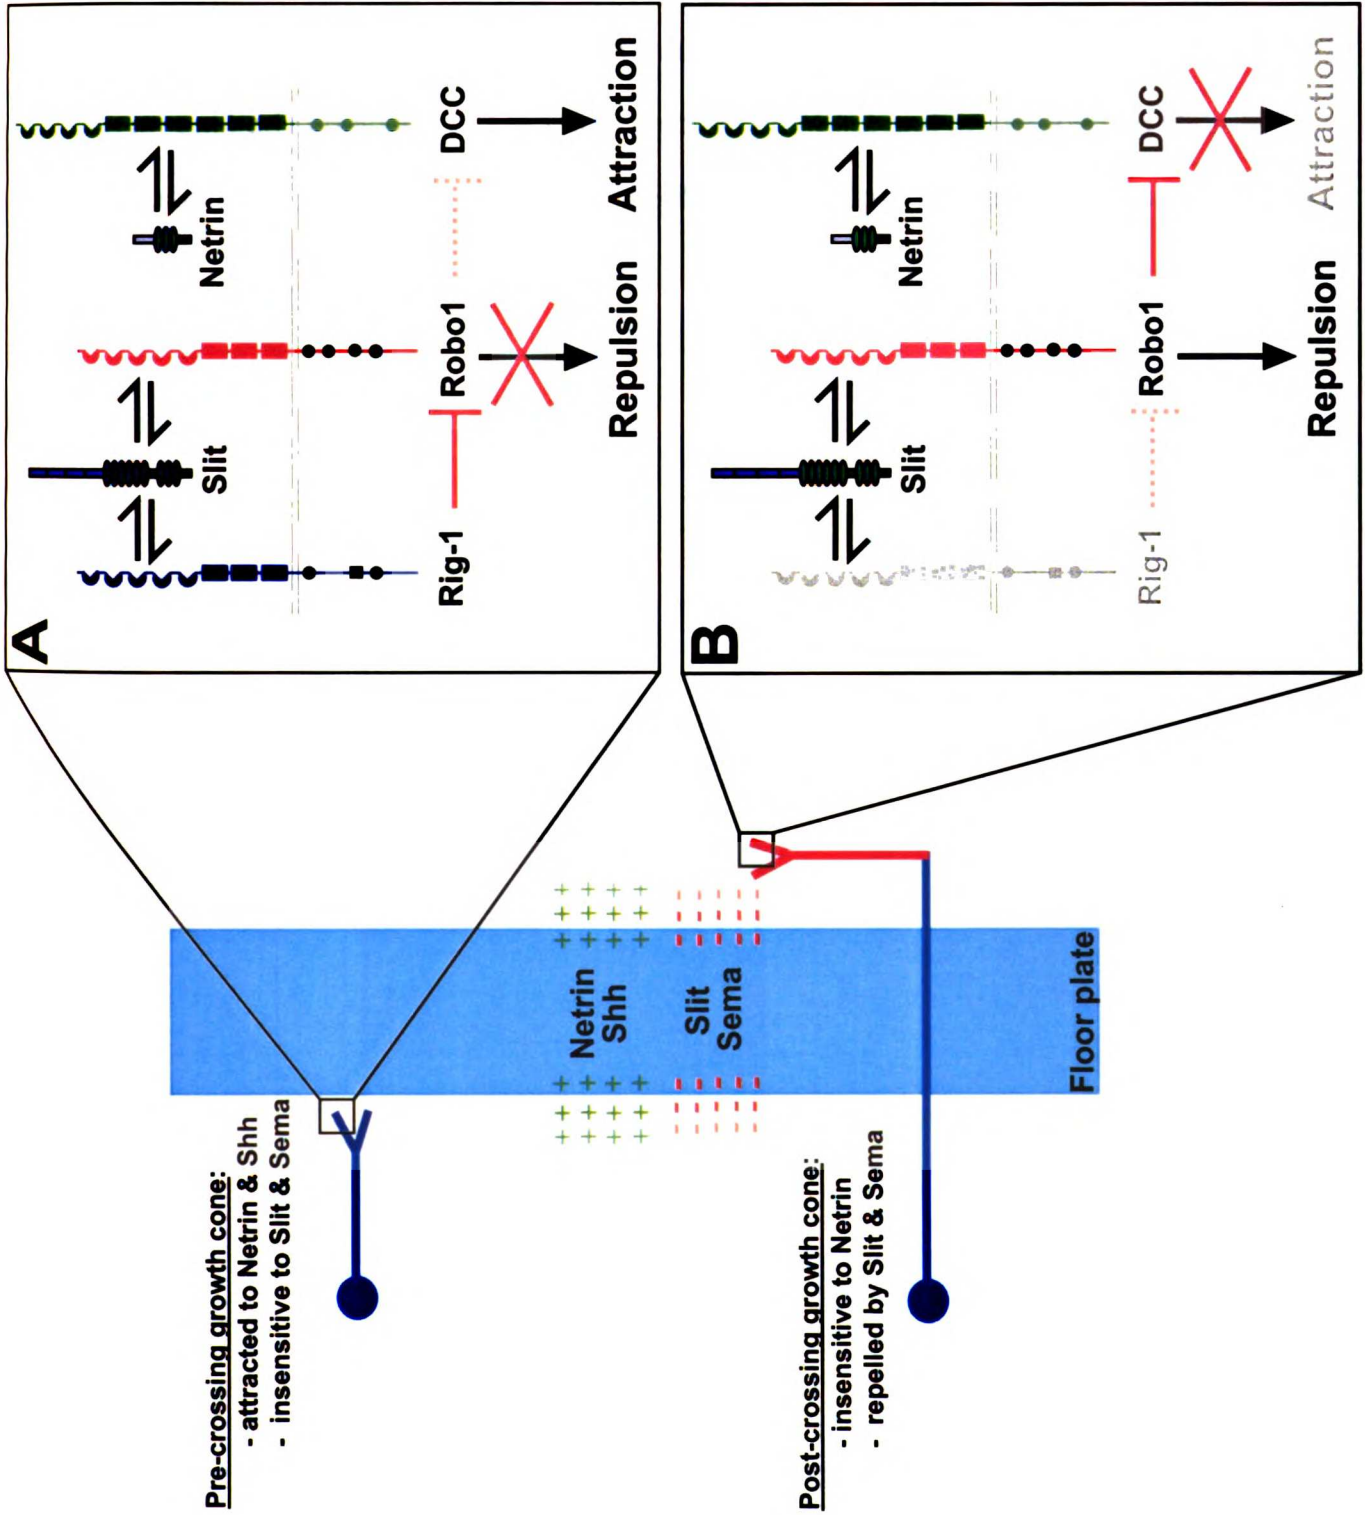 Pre-crossing growth cone:
- attracted to Netrin & Shh
- insensitive to Slit & Sema
Post-crossing growth cone:
- insensitive to Netrin
- repelled by Slit & Sema
Netrin
Shh
Slit
Sema
Floor plate
A
Slit
Netrin
Rig-1
Robo1
DCC
Repulsion
Attraction
B
Slit
Netrin
Rig-1
Robo1
DCC
Repulsion
Attraction